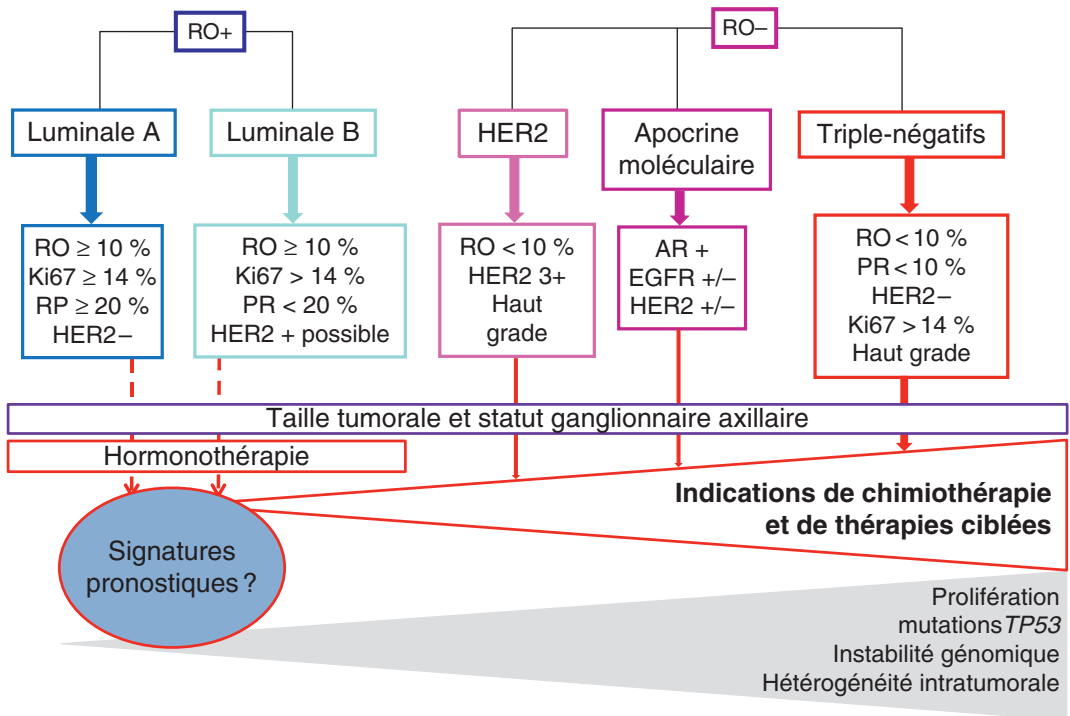 RO+
RO–
Luminale A
Luminale B
HER2
Apocrine
moléculaire
Triple-négatifs
RO ≥ 10 %
Ki67 ≥ 14 %
RP ≥ 20 %
HER2–
RO ≥ 10 %
Ki67 > 14 %
PR < 20 %
HER2 + possible
RO < 10 %
HER2 3+
Haut
grade
AR +
EGFR +/–
HER2 +/–
RO < 10 %
PR < 10 %
HER2–
Ki67 > 14 %
Haut grade
Taille tumorale et statut ganglionnaire axillaire
Hormonothérapie
Indications de chimiothérapie
et de thérapies ciblées
Signatures
pronostiques ?
Prolifération
mutations TP53
Instabilité génomique
Hétérogénéité intratumorale